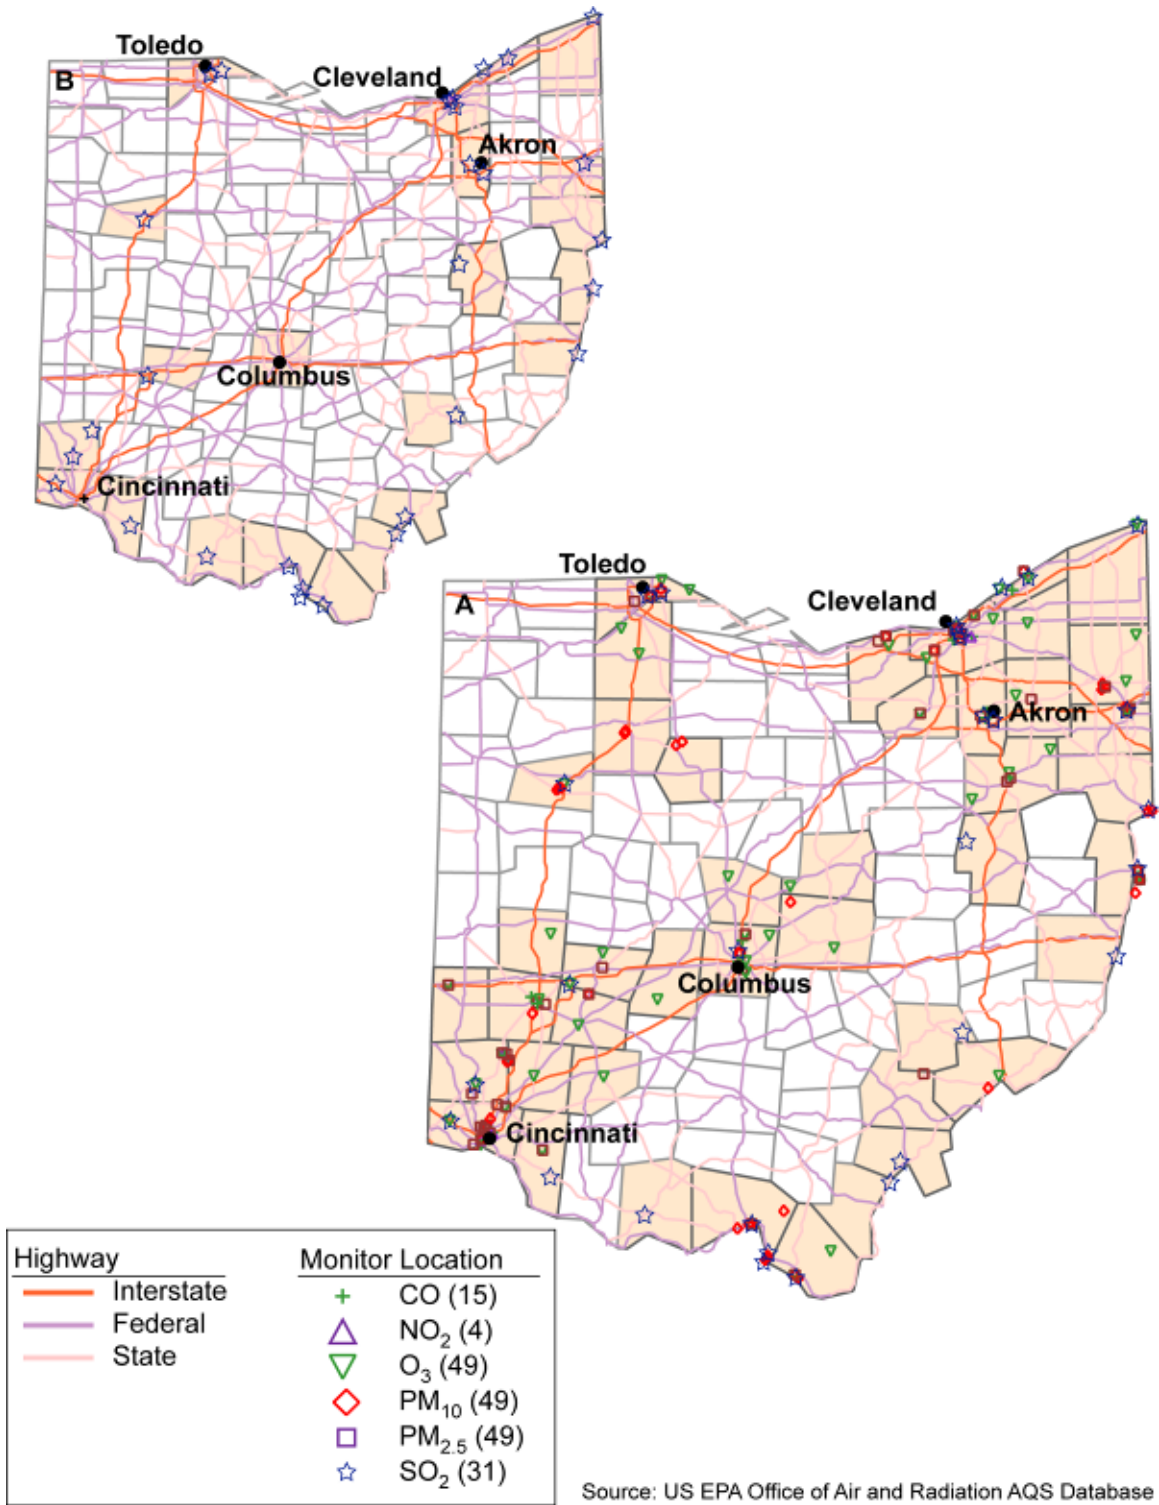 Toledo
B
Cleveland
Akron
Columbus
Cincinnati
Toledo
A
Cleveland
Akron
Columbus
Cincinnati
Highway
Interstate
Federal
State
Monitor Location
CO (15)
NO2 (4)
O3 (49)
PM10 (49)
PM2.5 (49)
SO2 (31)
Source: US EPA Office of Air and Radiation AQS Database